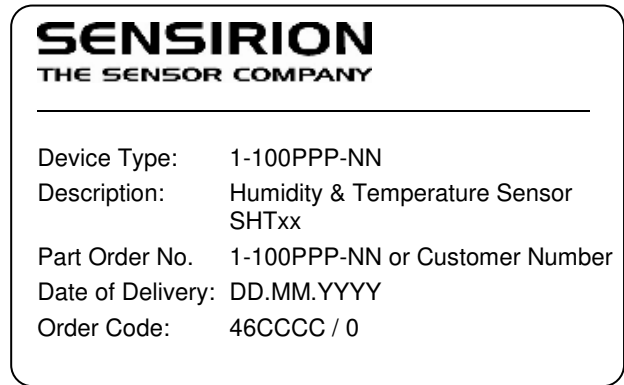 SENSIRION
THE SENSOR COMPANY
Device Type: 1-100PPP-NN
Description: Humidity & Temperature Sensor
SHTxx
Part Order No. 1-100PPP-NN or Customer Number
Date of Delivery: DD.MM.YYYY
Order Code: 46CCCC / 0